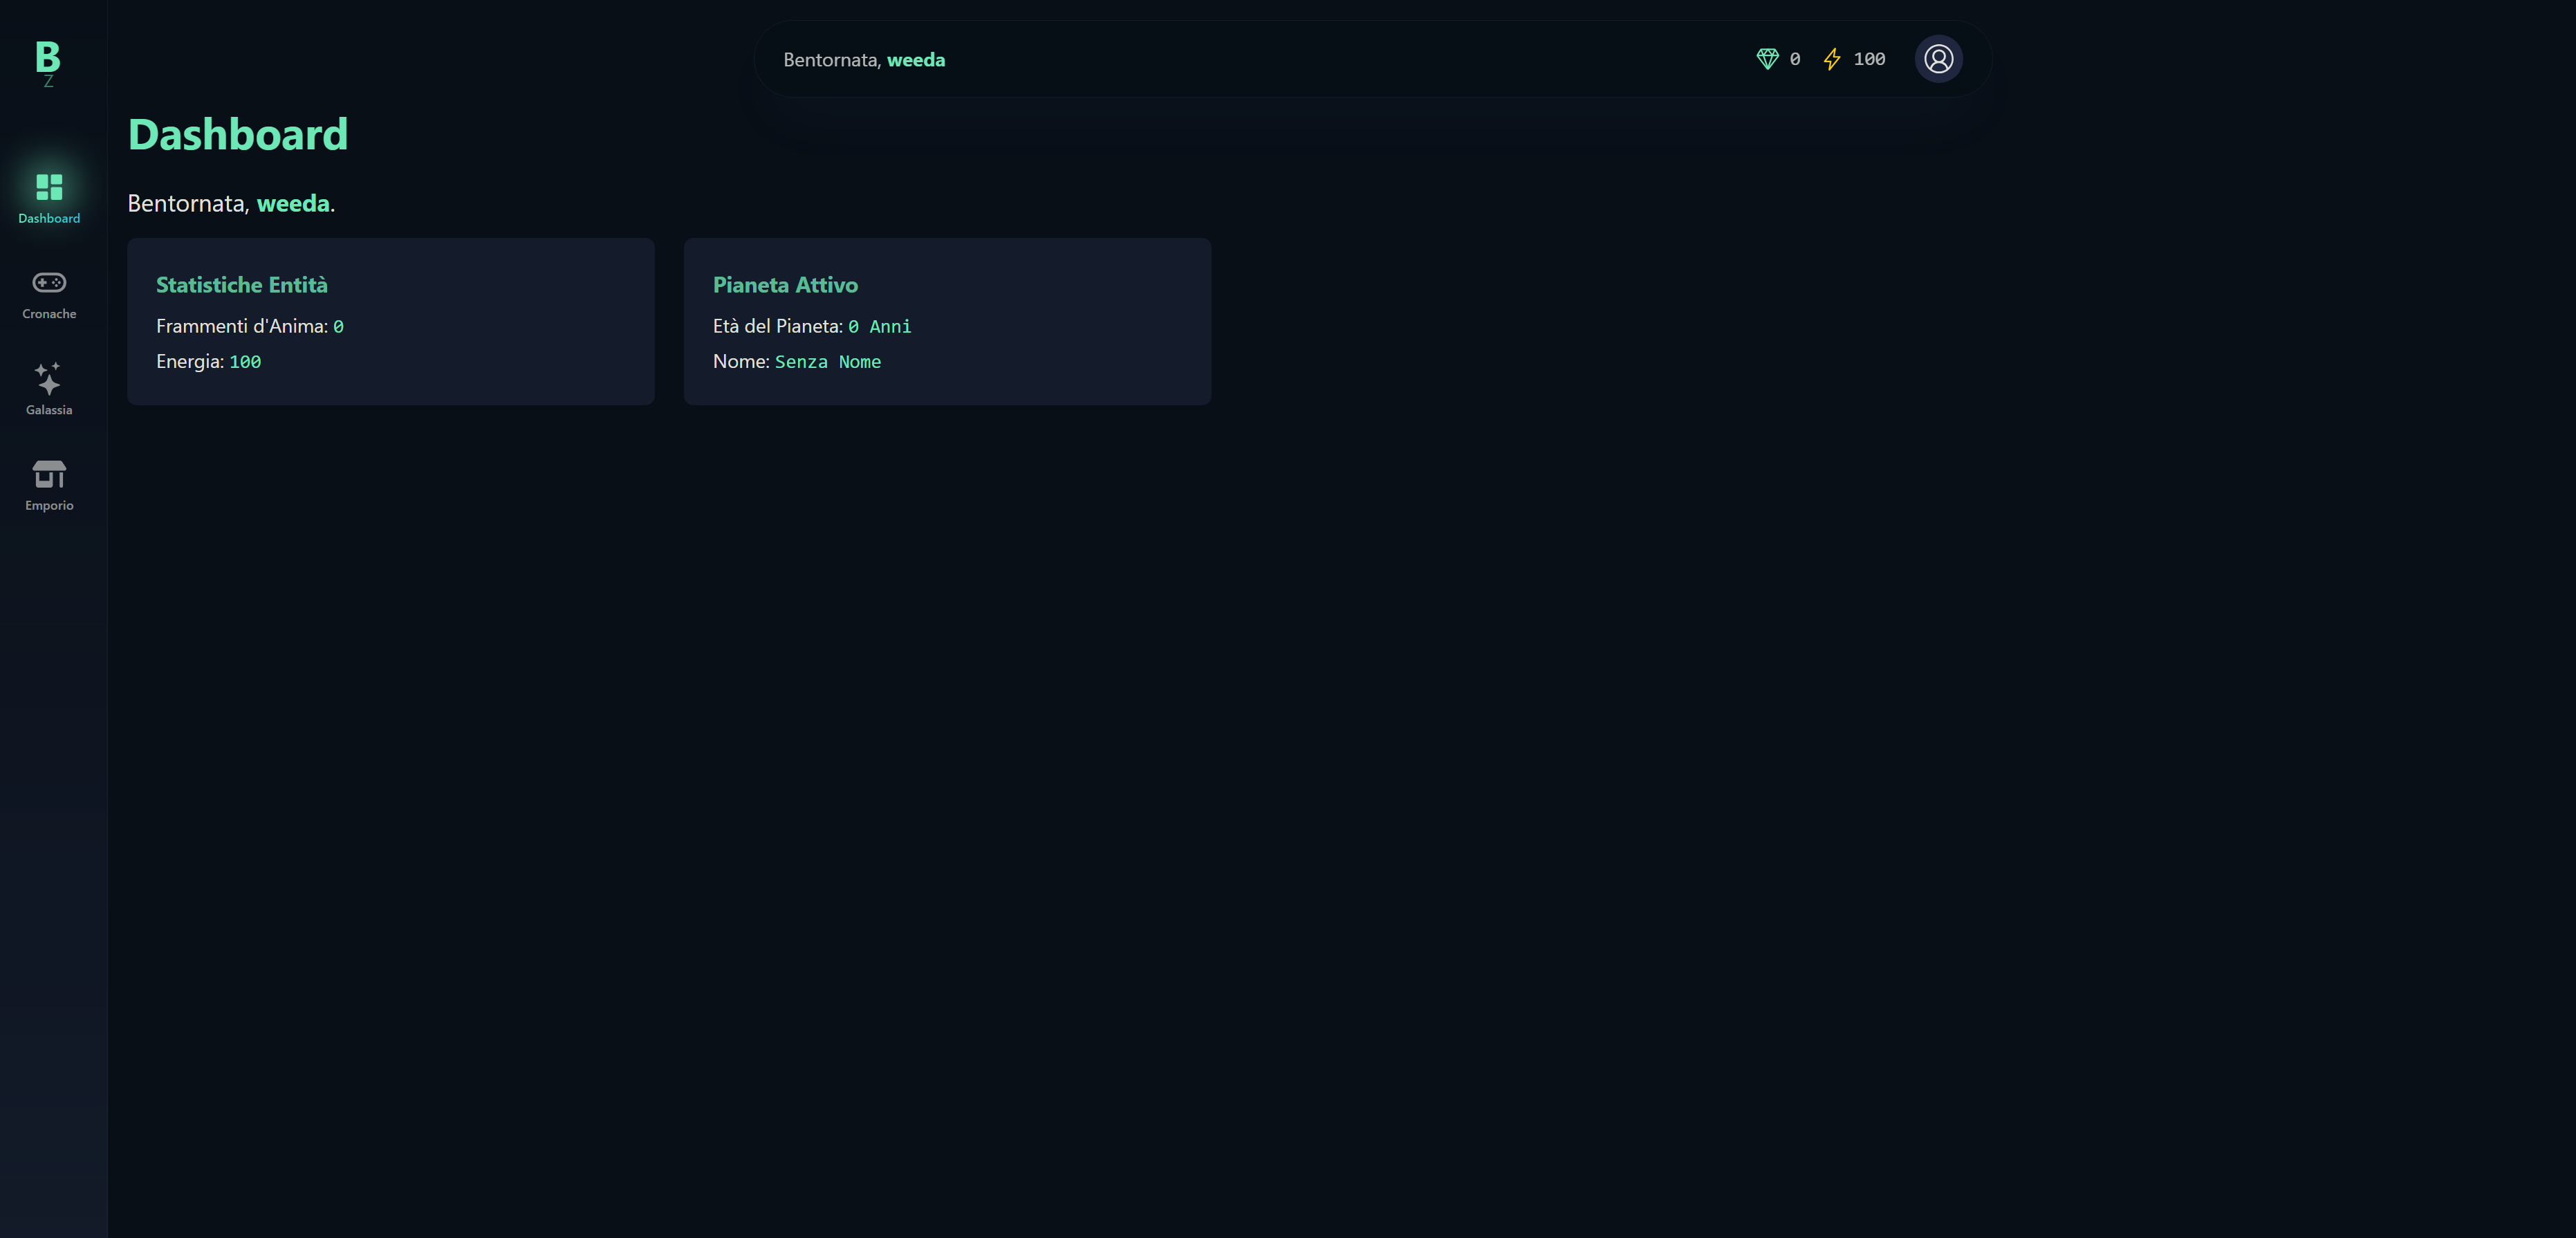 B
Z
Bentornata, weeda
0
100
Dashboard
Bentornata, weeda.
Dashboard
Cronache
Galassia
Emporio
Statistiche Entità
Frammenti d'Anima: 0
Energia: 100
Pianeta Attivo
Età del Pianeta: 0 Anni
Nome: Senza Nome